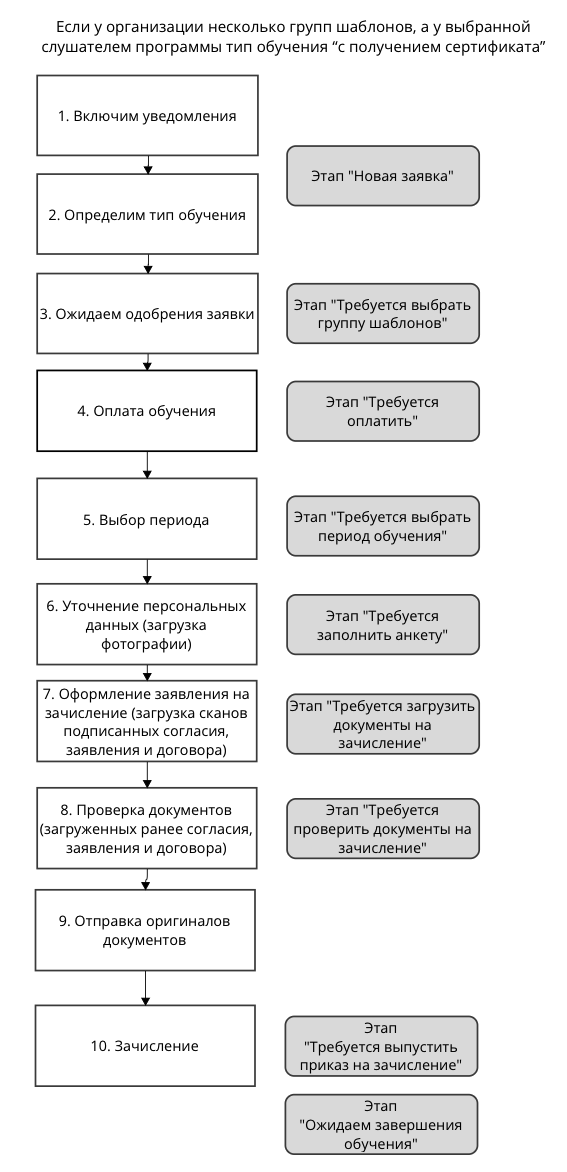 Если у организации несколько групп шаблонов, а у выбранной
слушателем программы тип обучения “с получением сертификата”
1. Включим уведомления
Этап "Новая заявка"
2. Определим тип обучения
3. Ожидаем одобрения заявки
Этап "Требуется выбрать
группу шаблонов"
4. Оплата обучения
Этап "Требуется
оплатить"
5. Выбор периода
Этап "Требуется выбрать
период обучения"
6. Уточнение персональных
данных (загрузка
фотографии)
Этап "Требуется
заполнить анкету"
7. Оформление заявления на
зачисление (загрузка сканов
подписанных согласия,
заявления и договора)
Этап "Требуется загрузить
документы на
зачисление"
8. Проверка документов
(загруженных ранее согласия,
заявления и договора)
Этап "Требуется
проверить документы на
зачисление"
9. Отправка оригиналов
документов
10. Зачисление
Этап
"Требуется выпустить
приказ на зачисление"
Этап
"Ожидаем завершения
обучения"